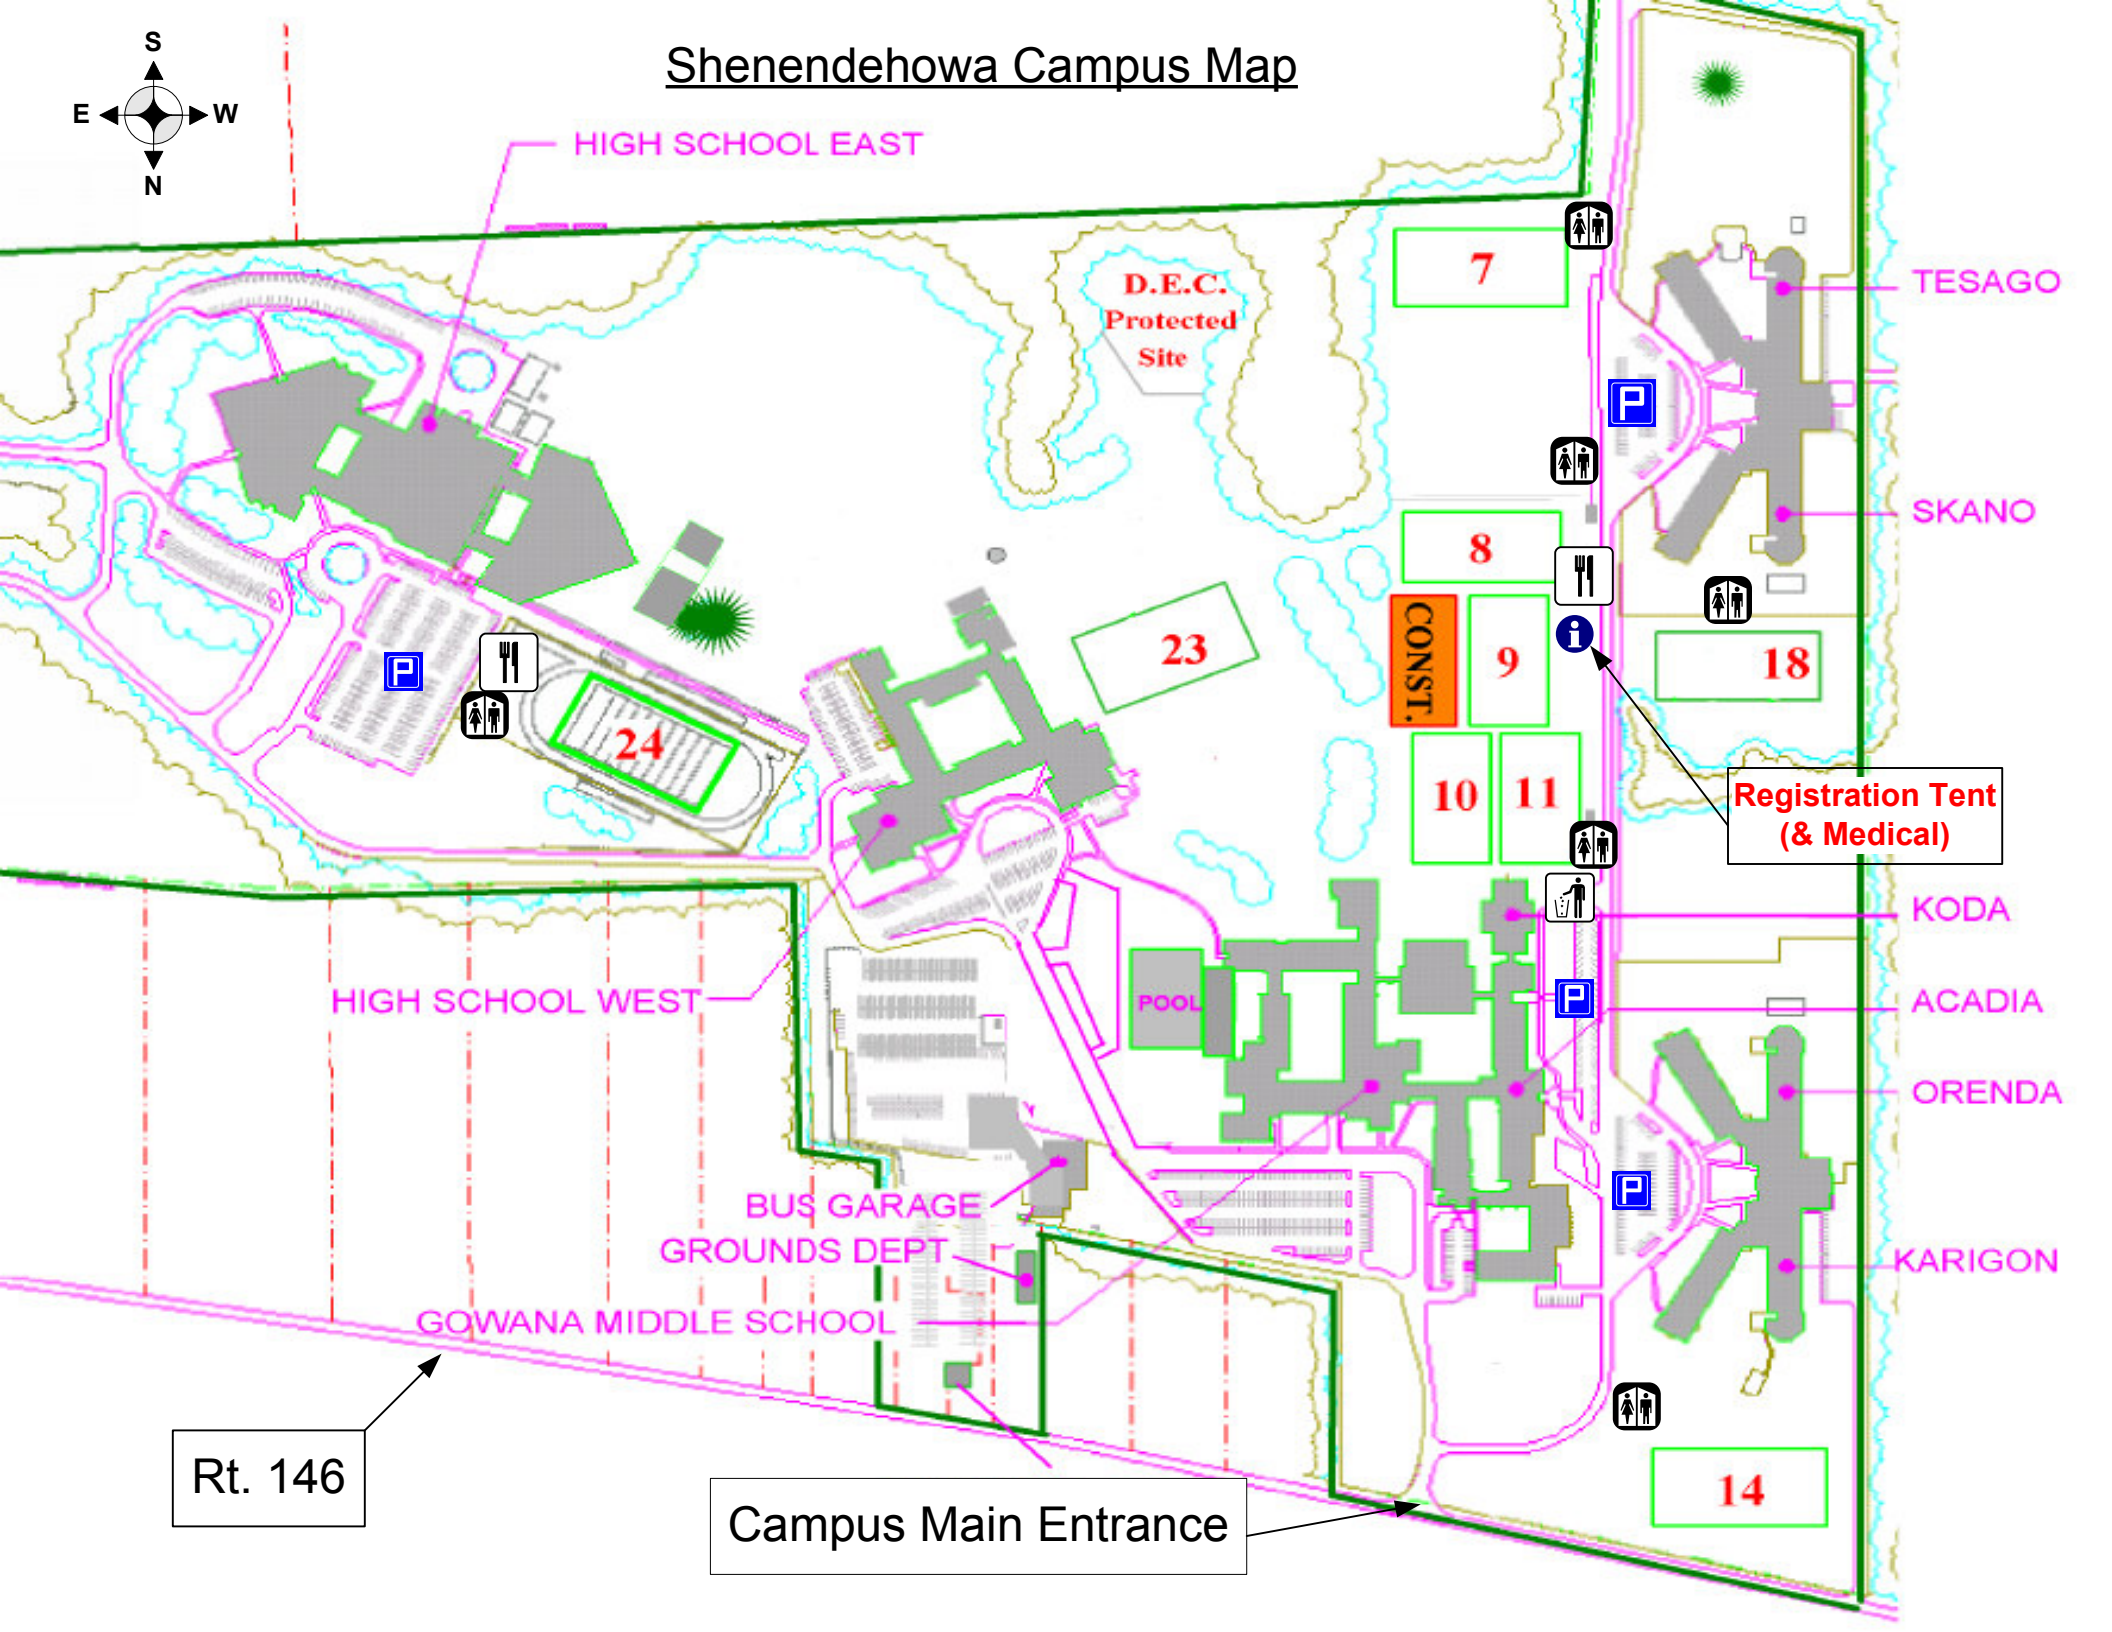 Shenendehowa Campus Map
S
E
W
N
HIGH SCHOOL EAST
D.E.C.
Protected
Site
7
TESAGO
P
SKANO
8
CONST.
9
23
18
P
24
10
11
Registration Tent
(& Medical)
KODA
HIGH SCHOOL WEST
POOL
P
ACADIA
ORENDA
BUS GARAGE
P
GROUNDS DEPT
KARIGON
GOWANA MIDDLE SCHOOL
Rt. 146
Campus Main Entrance
14